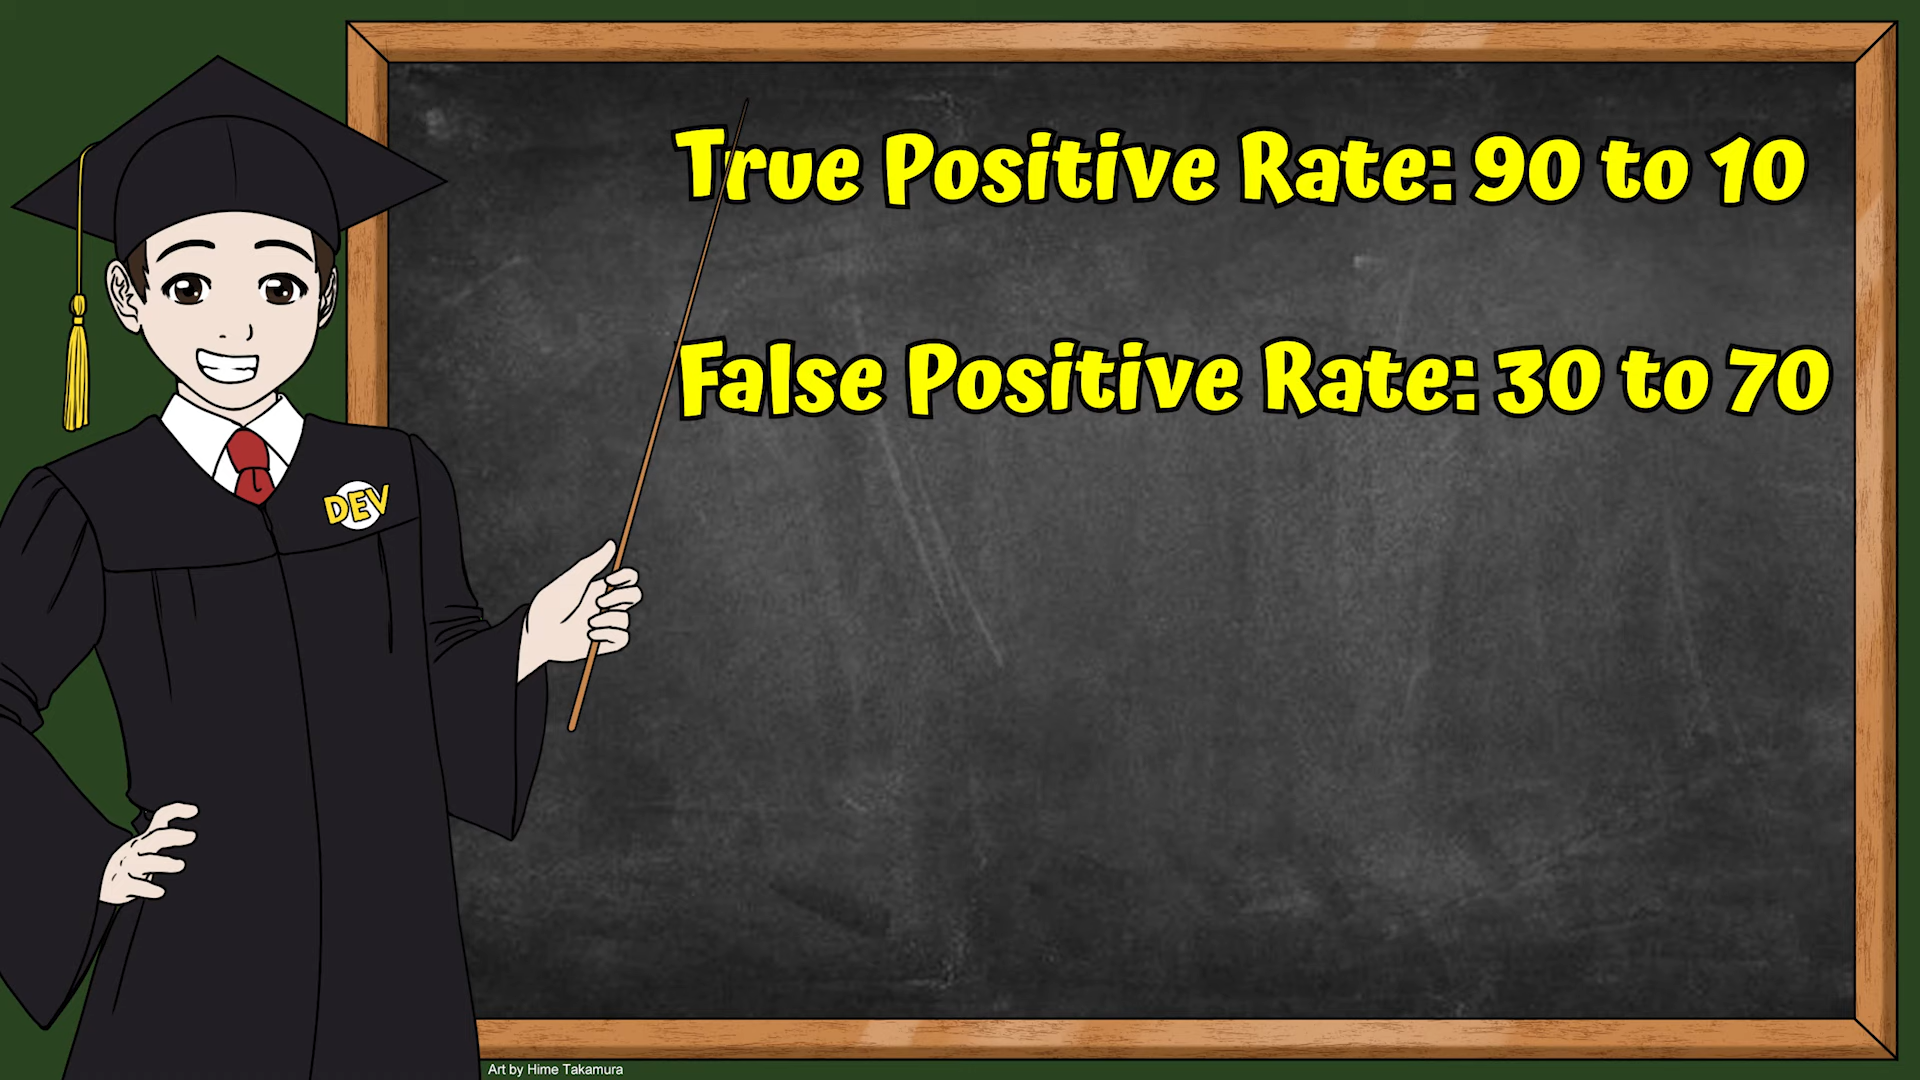 True Positive Rate: 90 to 10
False Positive Rate: 30 to 70
DEV
Art by Hime Takamura